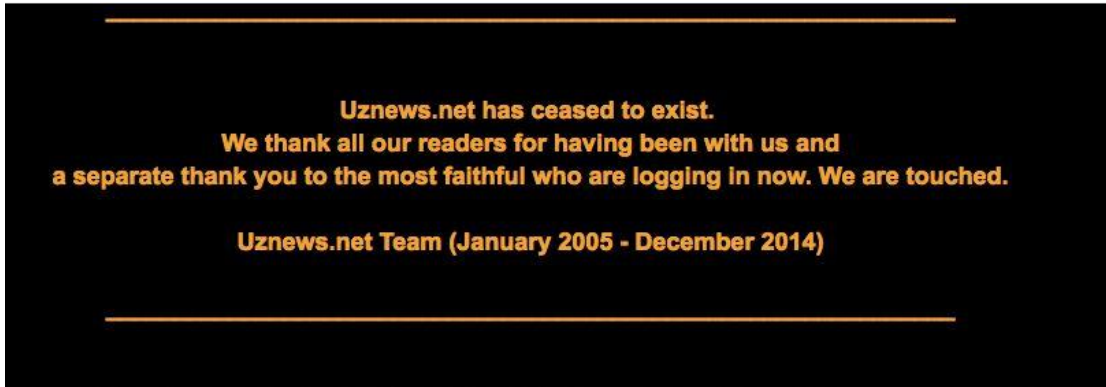 Uznews.net has ceased to exist.
We thank all our readers for having been with us and
a separate thank you to the most faithful who are logging in now. We are touched.
Uznews.net Team (January 2005 - December 2014)